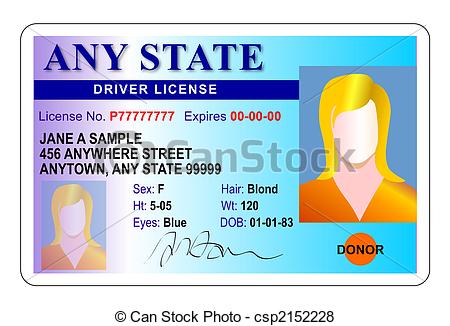 ANY STATE
DRIVER LICENSE
License No. P77777777 Expires 00-00-00
JANE A SAMPLE
456 ANYWHERE STREET
ANYTOWN, ANY STATE 99999
Sex: F Hair: Blond
Ht: 5-05 Wt: 120
Eyes: Blue DOB: 01-01-83
DONOR
© CanStockPhoto
© Can Stock Photo - csp2152228